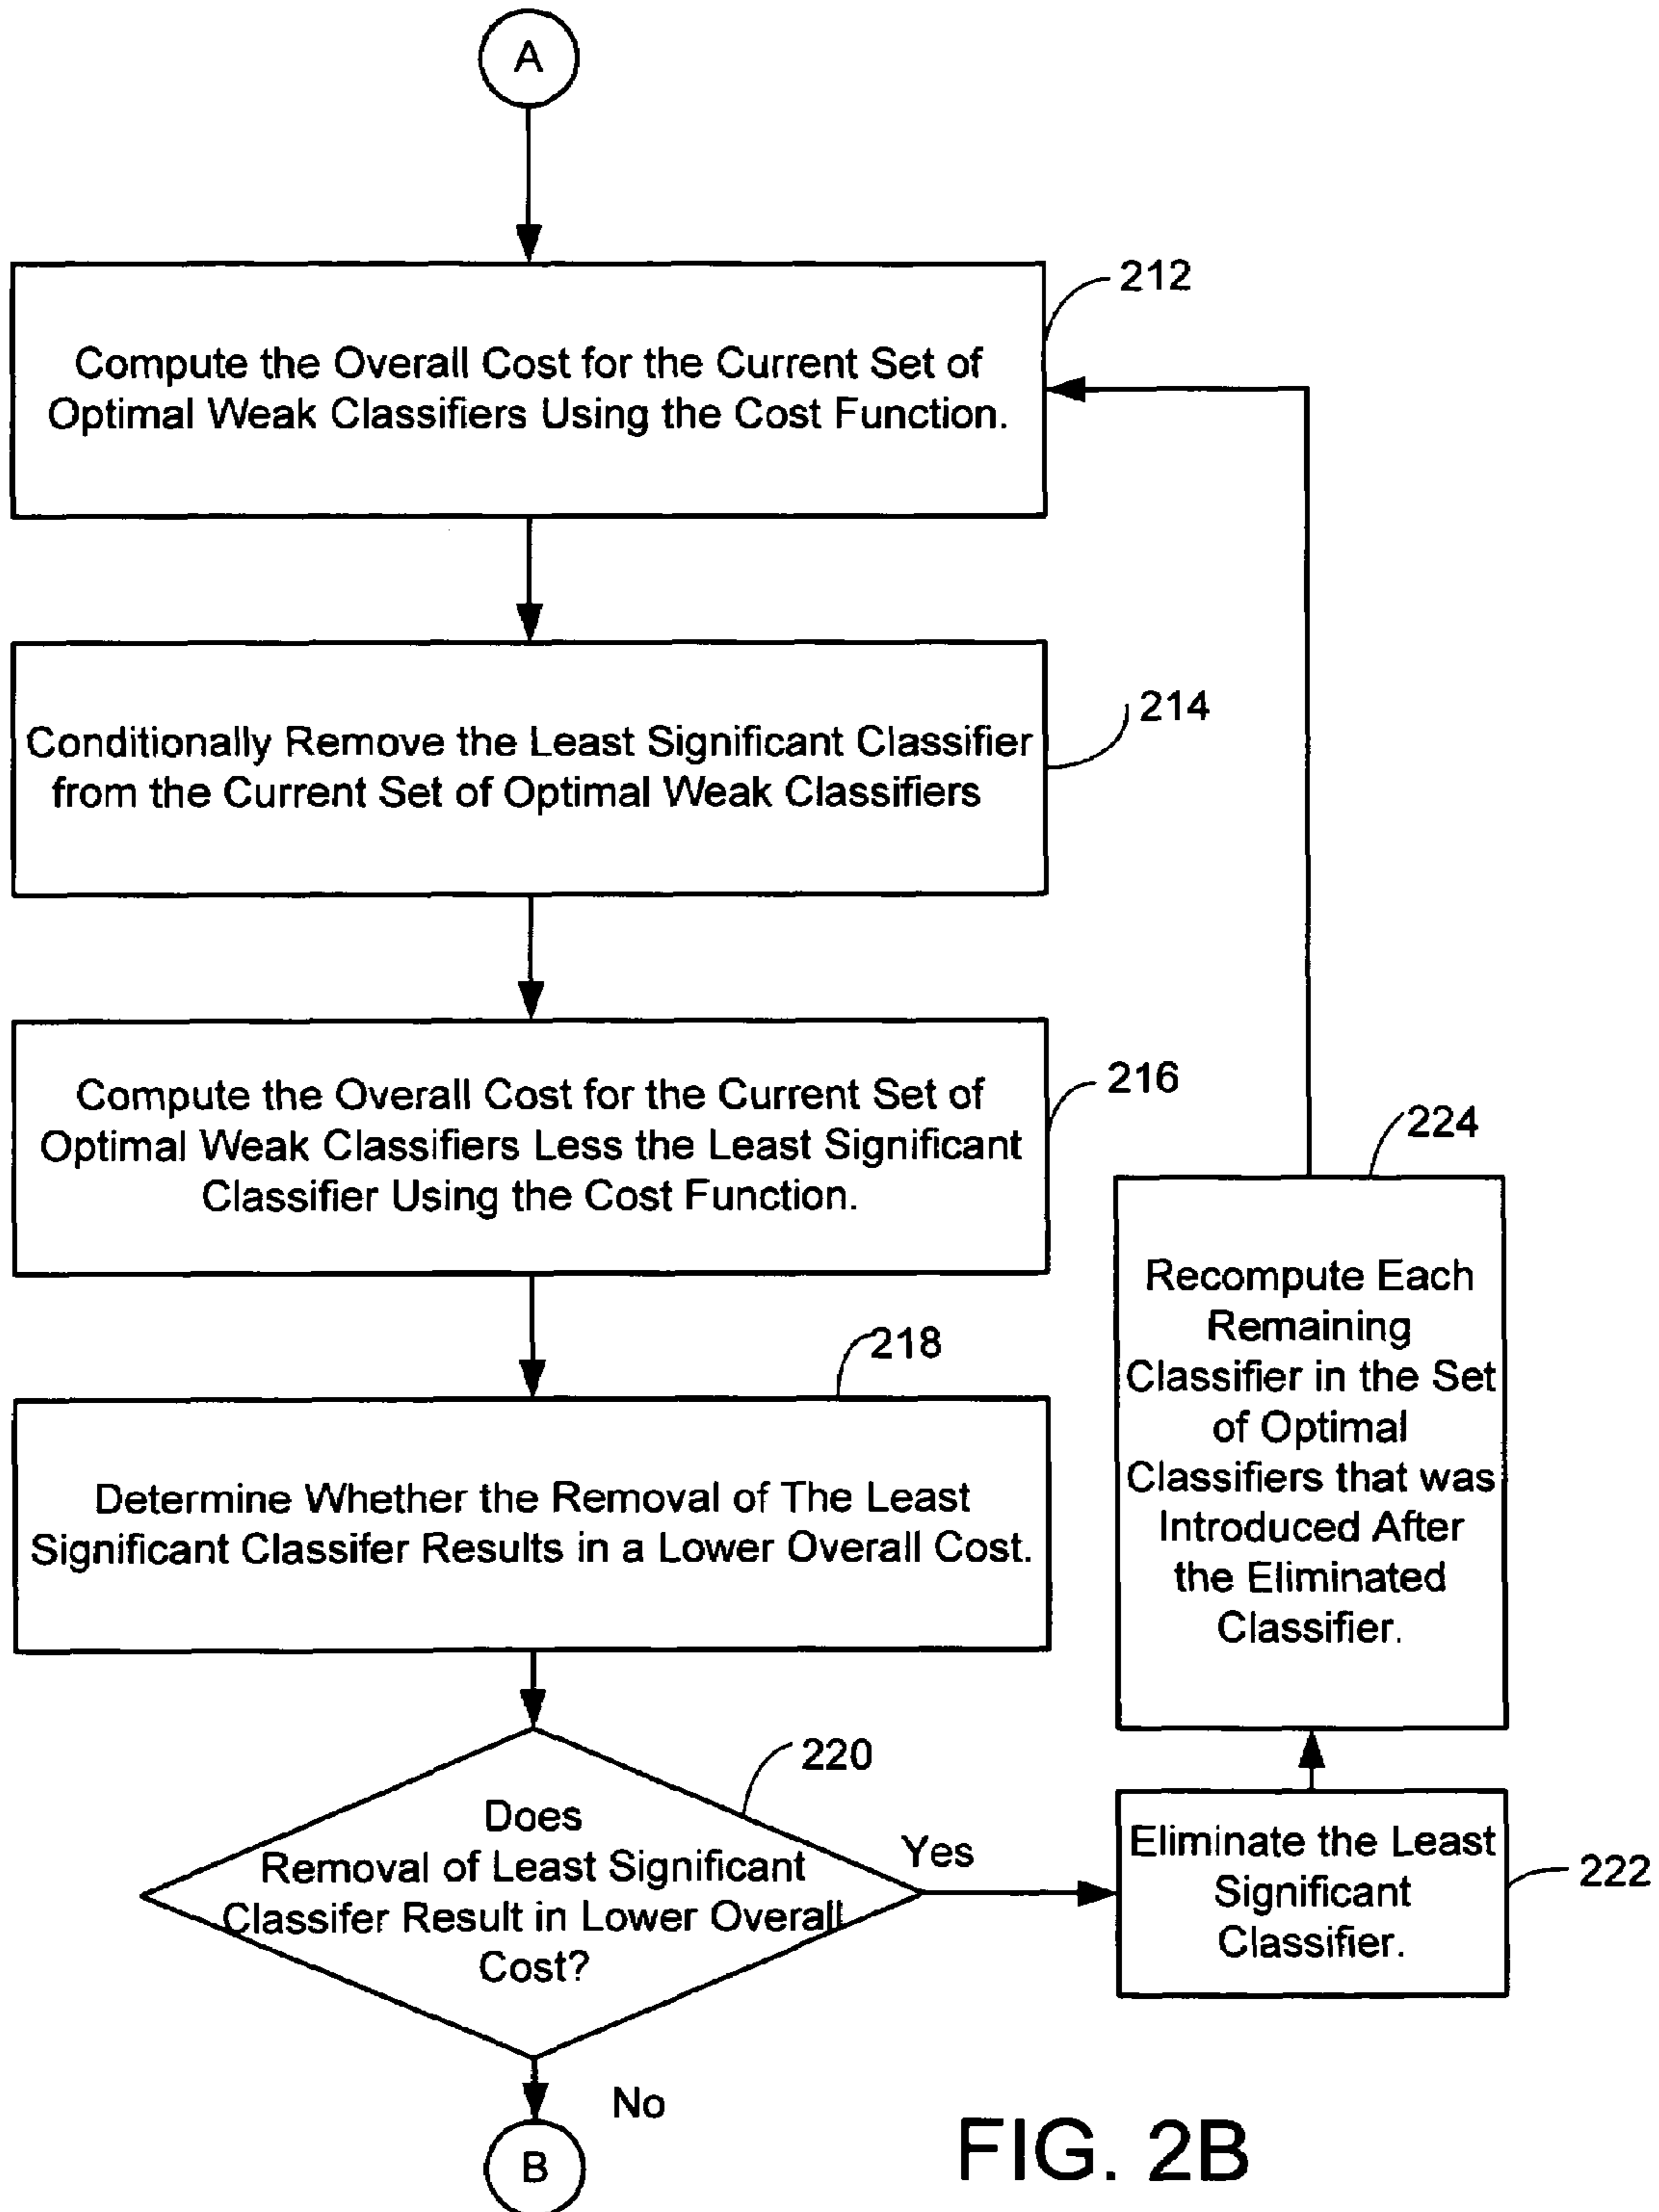 A
212
Compute the Overall Cost for the Current Set of
Optimal Weak Classifiers Using the Cost Function.
214
Conditionally Remove the Least Significant Classifier
from the Current Set of Optimal Weak Classifiers
216
Compute the Overall Cost for the Current Set of
Optimal Weak Classifiers Less the Least Significant
Classifier Using the Cost Function.
218
Determine Whether the Removal of The Least
Significant Classifer Results in a Lower Overall Cost.
220
Does
Removal of Least Significant
Classifer Result in Lower Overall
Cost?
Yes
No
B
222
Eliminate the Least
Significant
Classifier.
224
Recompute Each
Remaining
Classifier in the Set
of Optimal
Classifiers that was
Introduced After
the Eliminated
Classifier.
FIG. 2B